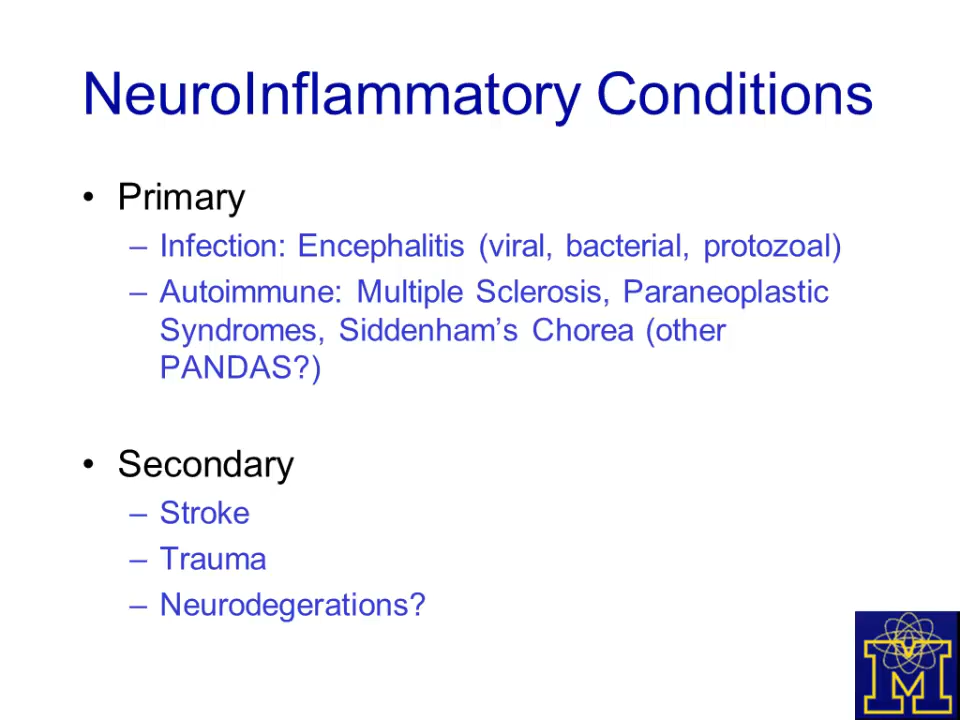 NeuroInflammatory Conditions
• Primary
– Infection: Encephalitis (viral, bacterial, protozoal)
– Autoimmune: Multiple Sclerosis, Paraneoplastic
Syndromes, Siddenham's Chorea (other
PANDAS?)
• Secondary
– Stroke
– Trauma
– Neurodegerations?
M